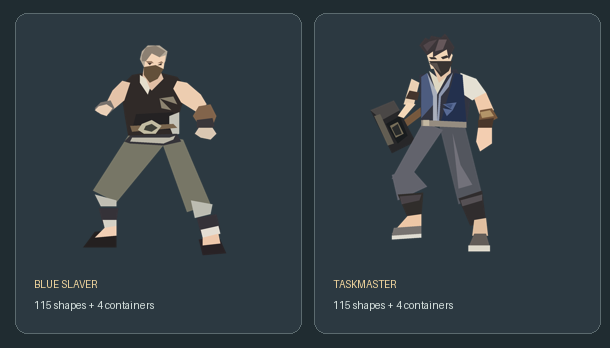 BLUE SLAVER
115 shapes + 4 containers
TASKMASTER
115 shapes + 4 containers